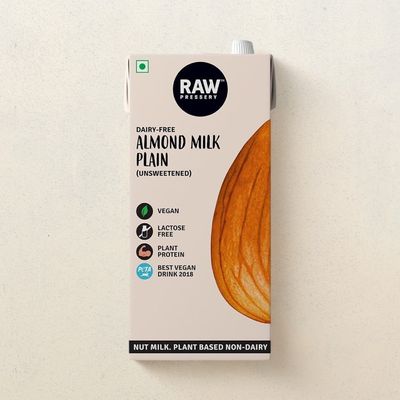 RAW™
PRESSERY
DAIRY-FREE
ALMOND MILK
PLAIN
(UNSWEETENED)
VEGAN
LACTOSE
FREE
PLANT
PROTEIN
PeTA
BEST VEGAN
DRINK 2018
NUT MILK. PLANT BASED NON-DAIRY